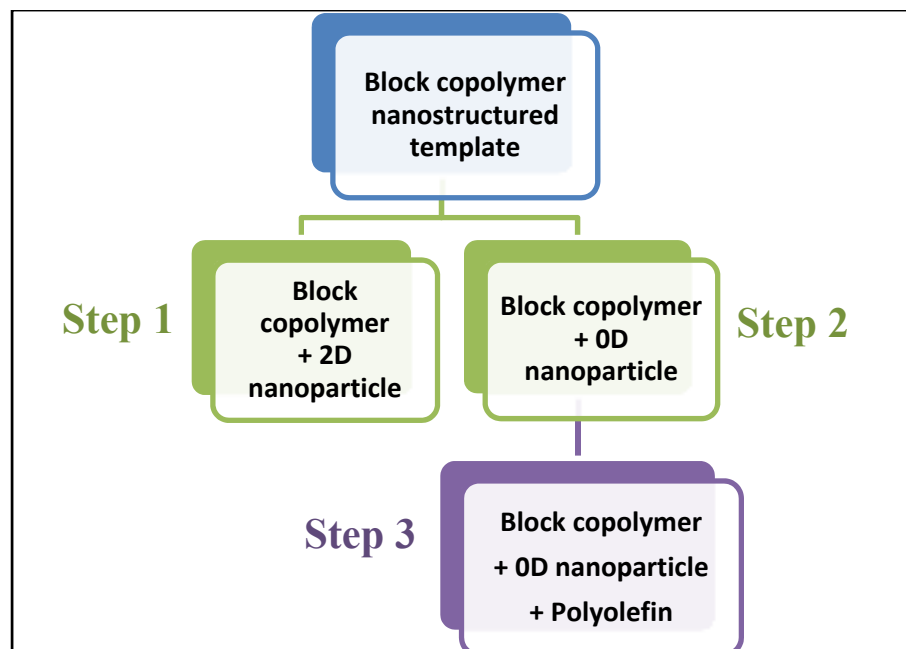 Block copolymer
nanostructured
template
Step 1
Block
copolymer
+ 2D
nanoparticle
Block copolymer
+ 0D
nanoparticle
Step 2
Step 3
Block copolymer
+ 0D nanoparticle
+ Polyolefin